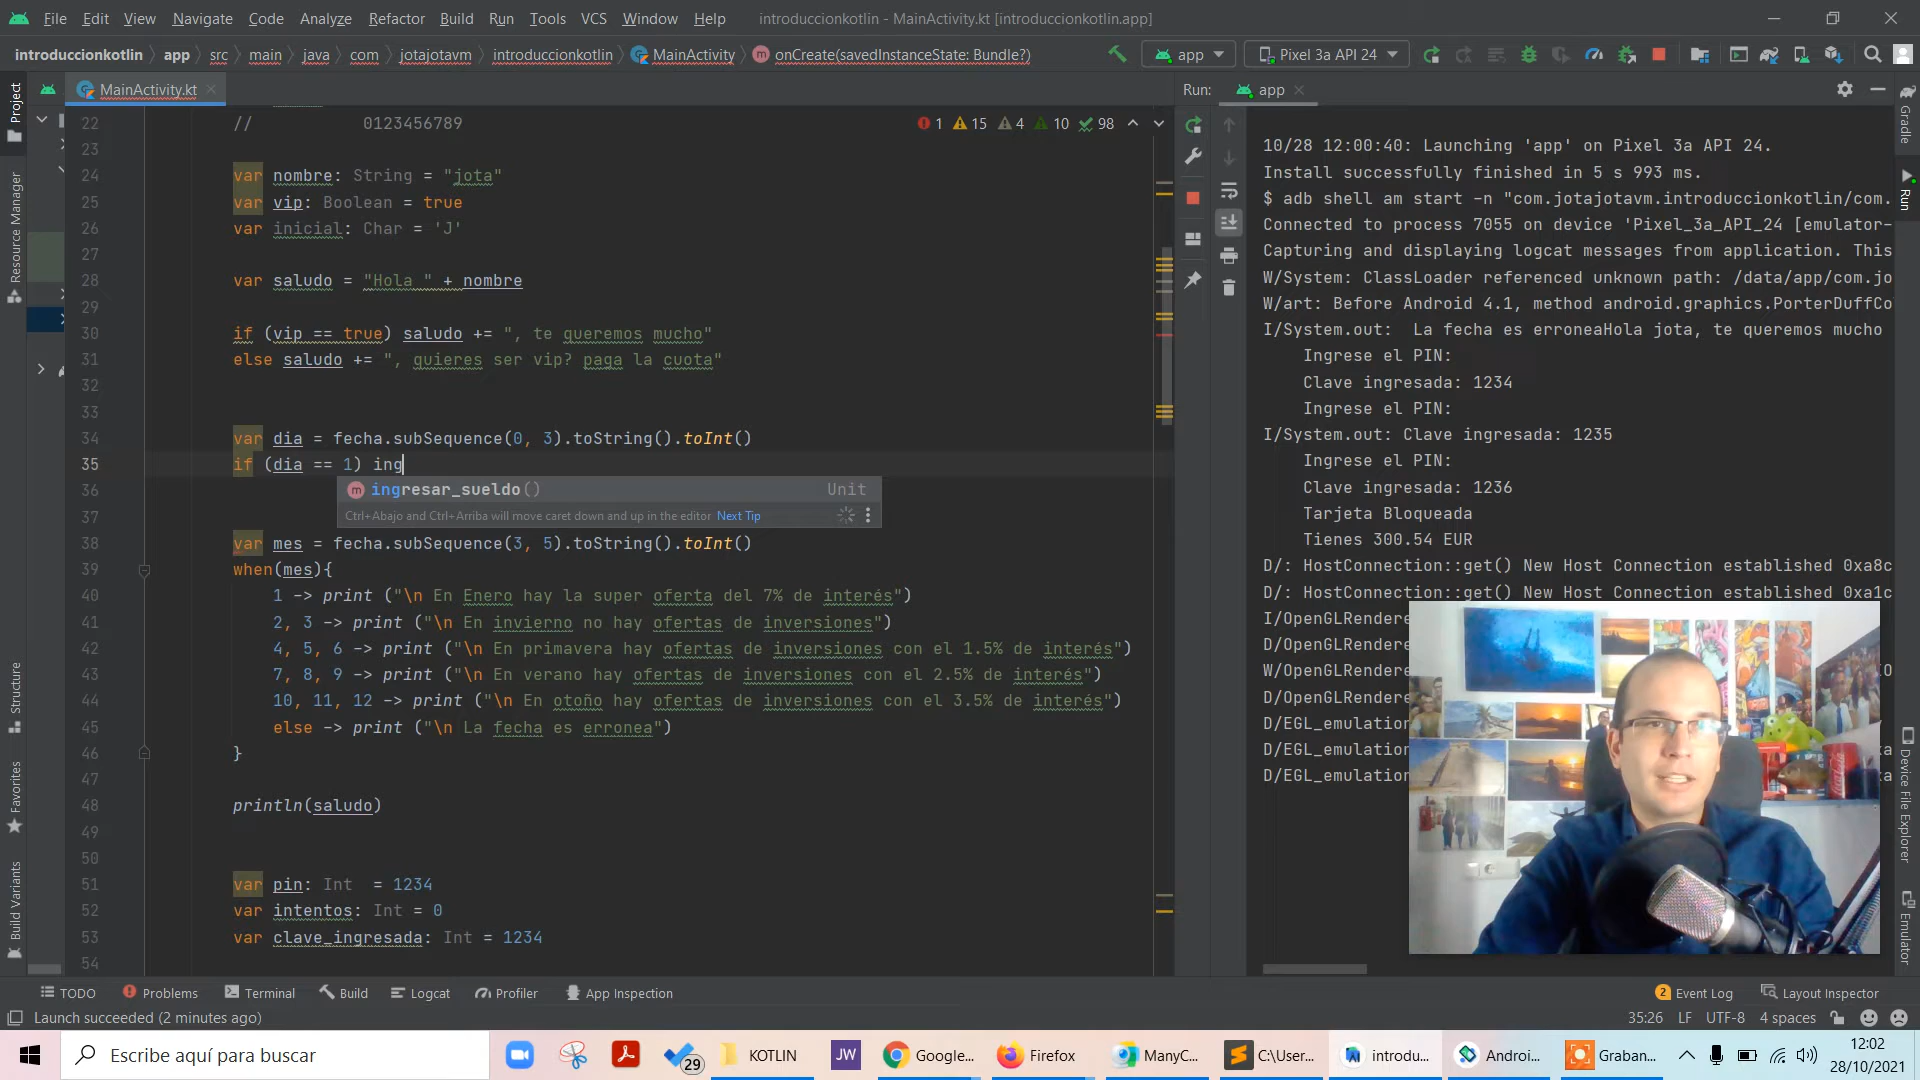 File Edit View Navigate Code Analyze Refactor Build Run Tools VCS Window Help introduccionkotlin - MainActivity.kt [introduccionkotlin.app]
introduccionkotlin app src main java com jotajotavm introduccionkotlin MainActivity onCreate(savedInstanceState: Bundle?) app Pixel 3a API 24
MainActivity.kt
Run: app
Project
Resource Manager
Structure
Favorites
Build Variants
Gradle
Run
Device File Explorer
Emulator
1 15 4 10 98
22 // 0123456789
23
24 var nombre: String = "jota"
25 var vip: Boolean = true
26 var inicial: Char = 'J'
27
28 var saludo = "Hola " + nombre
29
30 if (vip == true) saludo += ", te queremos mucho"
31 else saludo += ", quieres ser vip? paga la cuota"
32
33
34 var dia = fecha.subSequence(0, 3).toString().toInt()
35 if (dia == 1) ing
36 ingresar_sueldo() Unit
Ctrl+Abajo and Ctrl+Arriba will move caret down and up in the editor Next Tip
37
38 var mes = fecha.subSequence(3, 5).toString().toInt()
39 when(mes){
40 1 -> print ("\n En Enero hay la super oferta del 7% de interés")
41 2, 3 -> print ("\n En invierno no hay ofertas de inversiones")
42 4, 5, 6 -> print ("\n En primavera hay ofertas de inversiones con el 1.5% de interés")
43 7, 8, 9 -> print ("\n En verano hay ofertas de inversiones con el 2.5% de interés")
44 10, 11, 12 -> print ("\n En otoño hay ofertas de inversiones con el 3.5% de interés")
45 else -> print ("\n La fecha es erronea")
46 }
47
48 println(saludo)
49
50
51 var pin: Int = 1234
52 var intentos: Int = 0
53 var clave_ingresada: Int = 1234
54
10/28 12:00:40: Launching 'app' on Pixel 3a API 24.
Install successfully finished in 5 s 993 ms.
$ adb shell am start -n "com.jotajotavm.introduccionkotlin/com.
Connected to process 7055 on device 'Pixel_3a_API_24 [emulator-
Capturing and displaying logcat messages from application. This
W/System: ClassLoader referenced unknown path: /data/app/com.jo
W/art: Before Android 4.1, method android.graphics.PorterDuffCo
I/System.out: La fecha es erroneaHola jota, te queremos mucho
Ingrese el PIN:
Clave ingresada: 1234
Ingrese el PIN:
I/System.out: Clave ingresada: 1235
Ingrese el PIN:
Clave ingresada: 1236
Tarjeta Bloqueada
Tienes 300.54 EUR
D/: HostConnection::get() New Host Connection established 0xa8c
D/: HostConnection::get() New Host Connection established 0xa1c
I/OpenGLRendere
D/OpenGLRendere
W/OpenGLRendere
D/OpenGLRendere
D/EGL_emulation
D/EGL_emulation
D/EGL_emulation
TODO Problems Terminal Build Logcat Profiler App Inspection 2 Event Log Layout Inspector
Launch succeeded (2 minutes ago) 35:26 LF UTF-8 4 spaces
Escribe aquí para buscar 29 KOTLIN JW Google... Firefox ManyC... C:\User... introdu... Androi... Graban... 12:02
28/10/2021